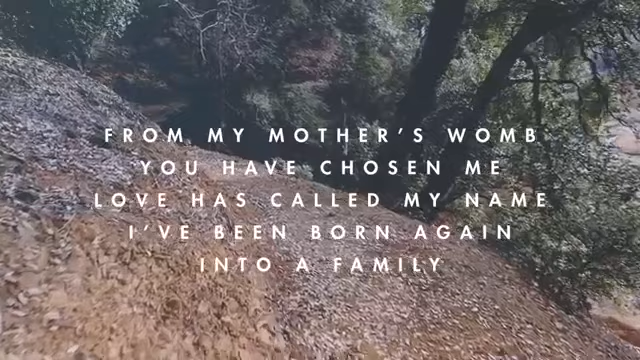 FROM MY MOTHER'S WOMB
YOU HAVE CHOSEN ME
LOVE HAS CALLED MY NAME
I'VE BEEN BORN AGAIN
INTO A FAMILY